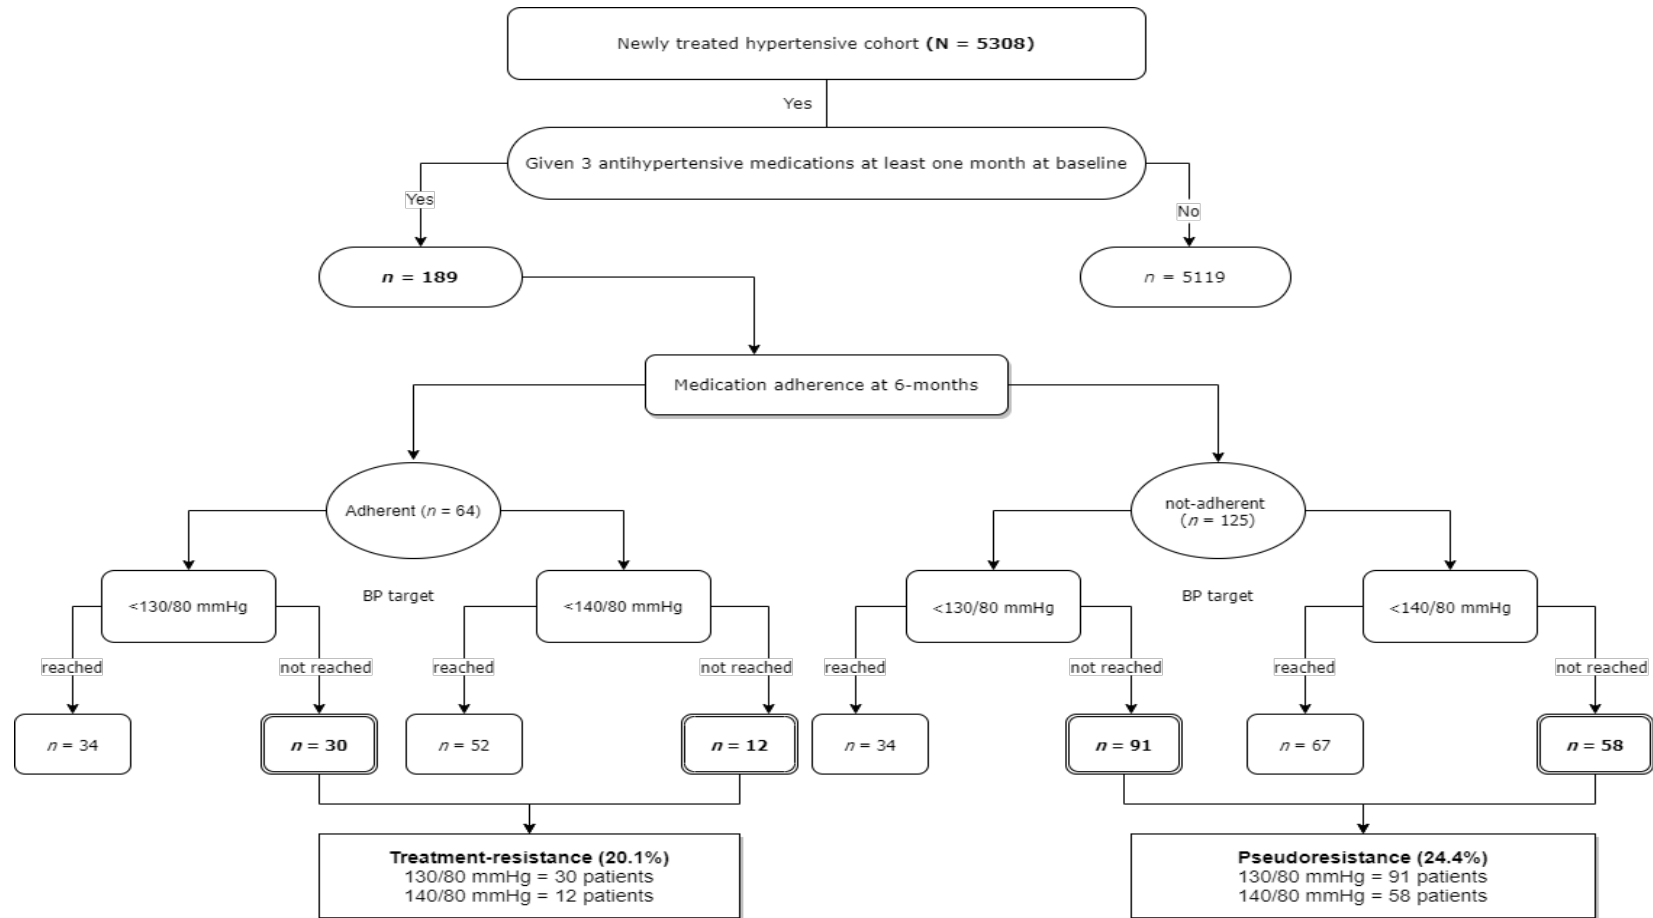 Newly treated hypertensive cohort (N = 5308)
Yes
Given 3 antihypertensive medications at least one month at baseline
Yes
No
n = 189
n = 5119
Medication adherence at 6-months
Adherent (n = 64)
not-adherent
(n = 125)
<130/80 mmHg
BP target
<140/80 mmHg
<130/80 mmHg
BP target
<140/80 mmHg
reached
not reached
reached
not reached
reached
not reached
reached
not reached
n = 34
n = 30
n = 52
n = 12
n = 34
n = 91
n = 67
n = 58
Treatment-resistance (20.1%)
130/80 mmHg = 30 patients
140/80 mmHg = 12 patients
Pseudoresistance (24.4%)
130/80 mmHg = 91 patients
140/80 mmHg = 58 patients